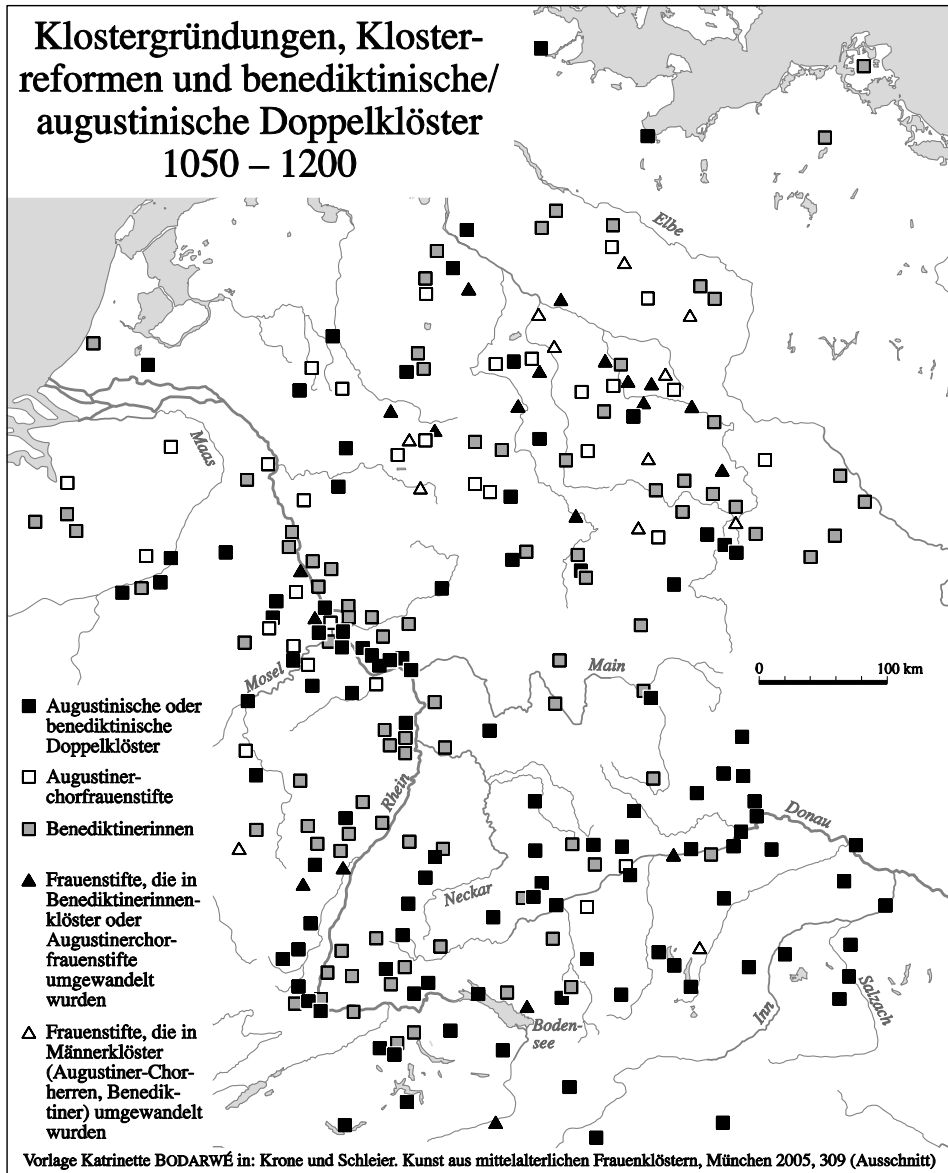 Klostergründungen, Kloster-
reformen und benediktinische/
augustinische Doppelklöster
1050 – 1200
Elbe
Maas
Mosel
Main
0 100 km
Rhein
Donau
Neckar
Boden-
see
Inn
Salzach
Augustinische oder
benediktinische
Doppelklöster
Augustiner-
chorfrauenstifte
Benediktinerinnen
Frauenstifte, die in
Benediktinerinnen-
klöster oder
Augustinerchor-
frauenstifte
umgewandelt
wurden
Frauenstifte, die in
Männerklöster
(Augustiner-Chor-
herren, Benedik-
tiner) umgewandelt
wurden
Vorlage Katrinette BODARWÉ in: Krone und Schleier. Kunst aus mittelalterlichen Frauenklöstern, München 2005, 309 (Ausschnitt)